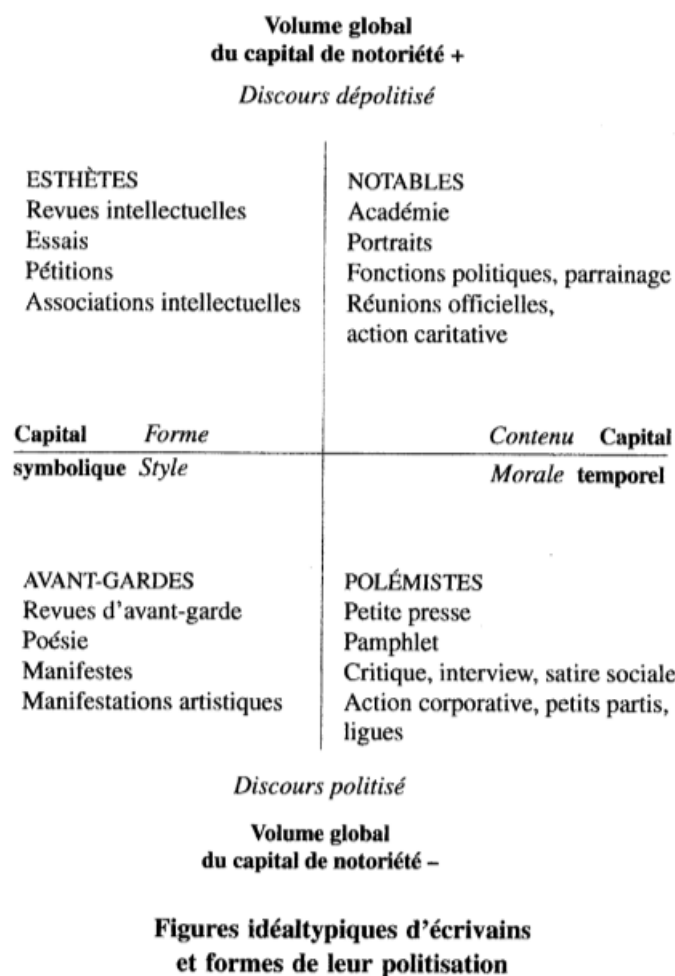 Volume global
du capital de notoriété +
Discours dépolitisé
ESTHÈTES
Revues intellectuelles
Essais
Pétitions
Associations intellectuelles
NOTABLES
Académie
Portraits
Fonctions politiques, parrainage
Réunions officielles,
action caritative
Capital Forme
symbolique Style
Contenu Capital
Morale temporel
AVANT-GARDES
Revues d’avant-garde
Poésie
Manifestes
Manifestations artistiques
POLÉMISTES
Petite presse
Pamphlet
Critique, interview, satire sociale
Action corporative, petits partis,
ligues
Discours politisé
Volume global
du capital de notoriété –
Figures idéaltypiques d’écrivains
et formes de leur politisation